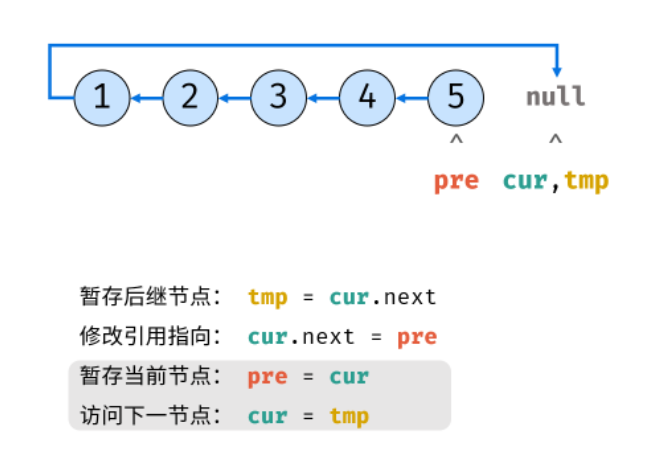 1 2 3 4 5 null
^ ^
pre cur,tmp
暂存后继节点： tmp = cur.next
修改引用指向： cur.next = pre
暂存当前节点： pre = cur
访问下一节点： cur = tmp